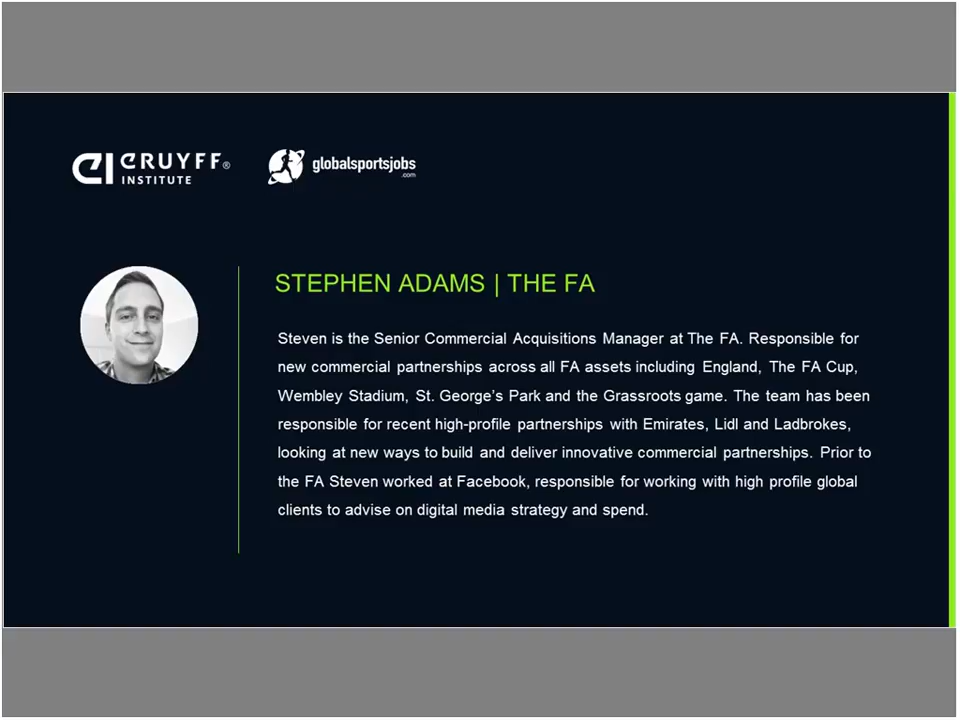 CRUYFF®
INSTITUTE
globalsportsjobs
.com
STEPHEN ADAMS | THE FA
Steven is the Senior Commercial Acquisitions Manager at The FA. Responsible for
new commercial partnerships across all FA assets including England, The FA Cup,
Wembley Stadium, St. George’s Park and the Grassroots game. The team has been
responsible for recent high-profile partnerships with Emirates, Lidl and Ladbrokes,
looking at new ways to build and deliver innovative commercial partnerships. Prior to
the FA Steven worked at Facebook, responsible for working with high profile global
clients to advise on digital media strategy and spend.